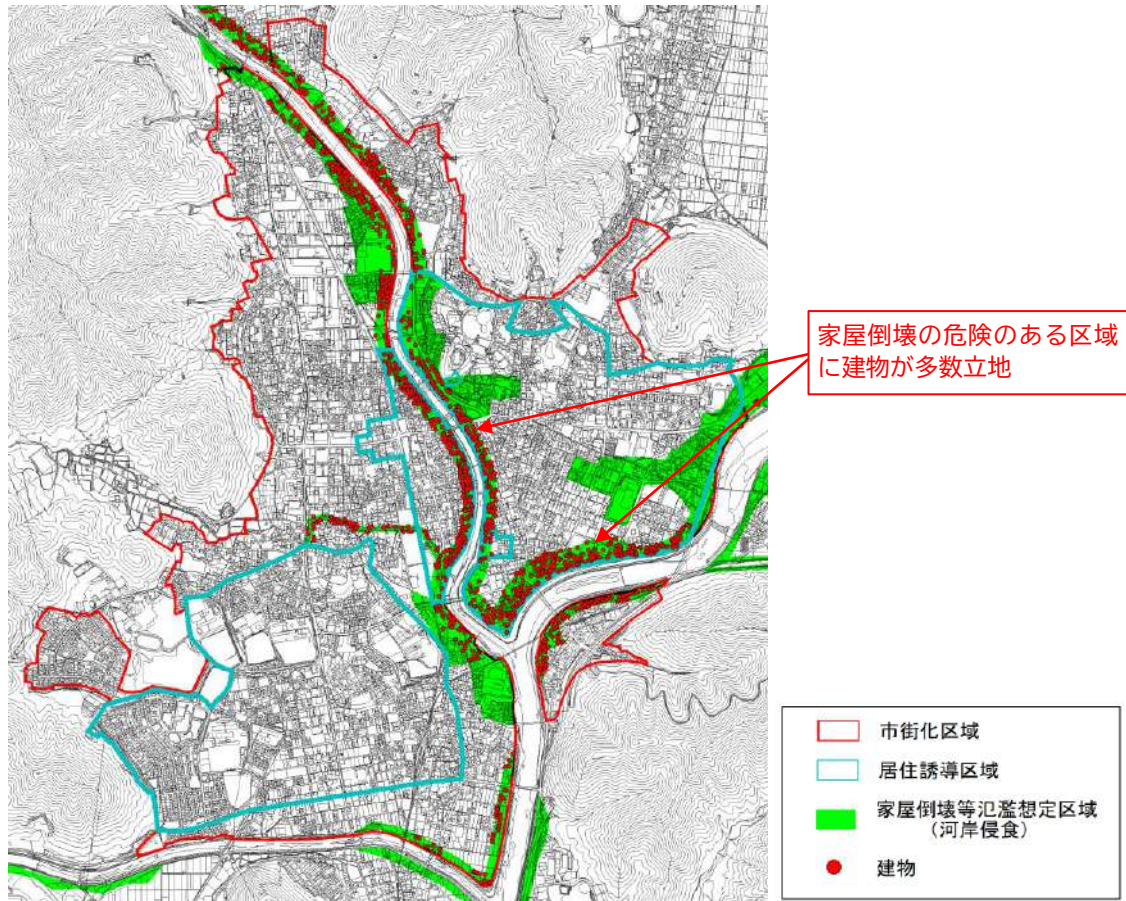 家屋倒壊の危険のある区域
に建物が多数立地
市街化区域
居住誘導区域
家屋倒壊等氾濫想定区域
（河岸侵食）
建物